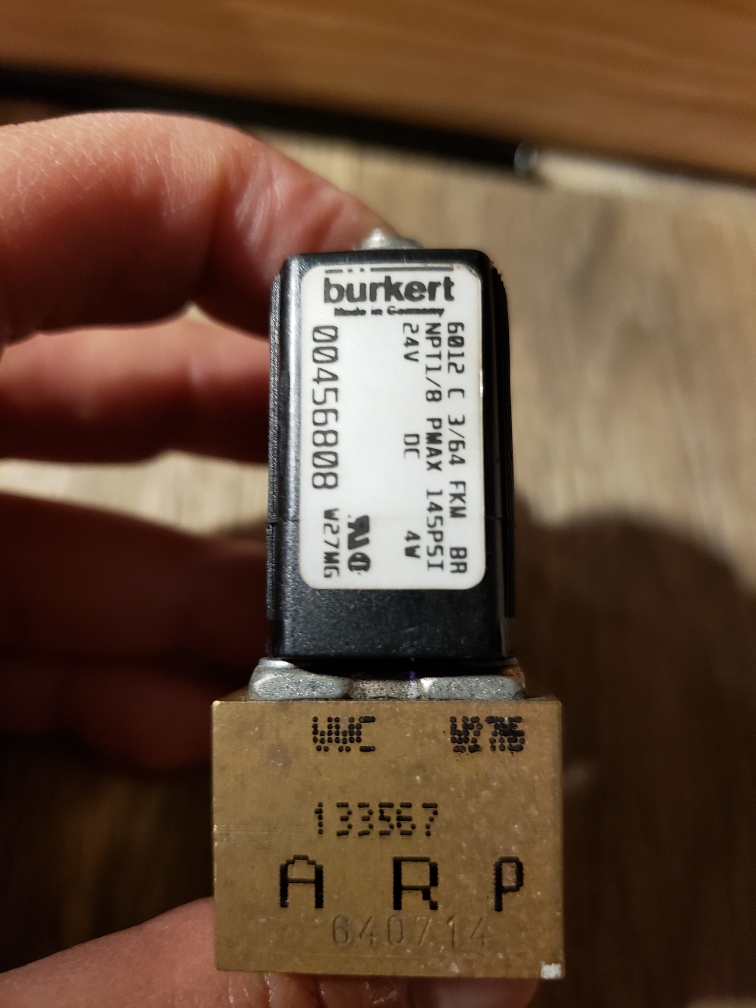 burkert
Made in Germany
6012 C 3/64 FKM BR
NPT1/8 PMAX 145PSI
24V DC 4W
00456808 W27MG
133567
A R P
640714